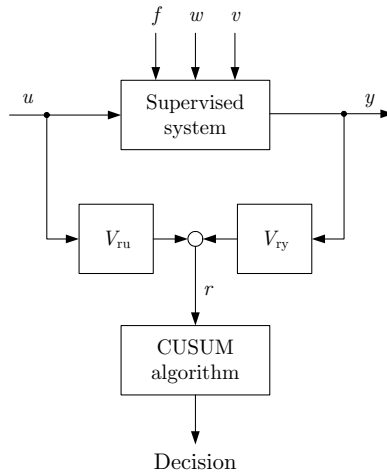 f w v
u
Supervised
system
y
V_ru
V_ry
r
CUSUM
algorithm
Decision